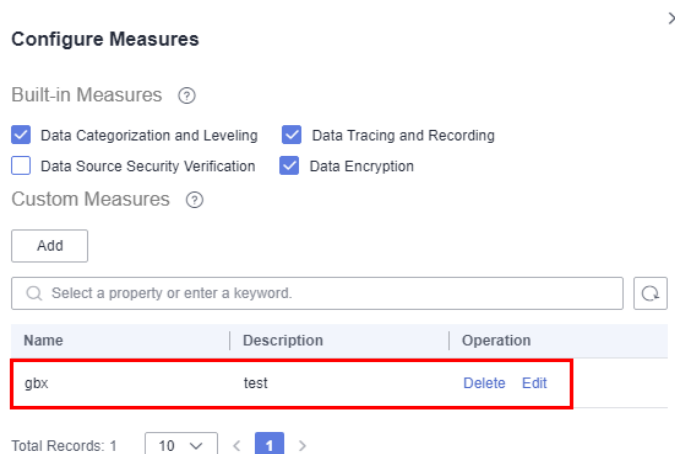 Configure Measures
Built-in Measures ?
Data Categorization and Leveling Data Tracing and Recording
Data Source Security Verification Data Encryption
Custom Measures ?
Add
Select a property or enter a keyword.
Name Description Operation
gbx test Delete Edit
Total Records: 1 10 < 1 >